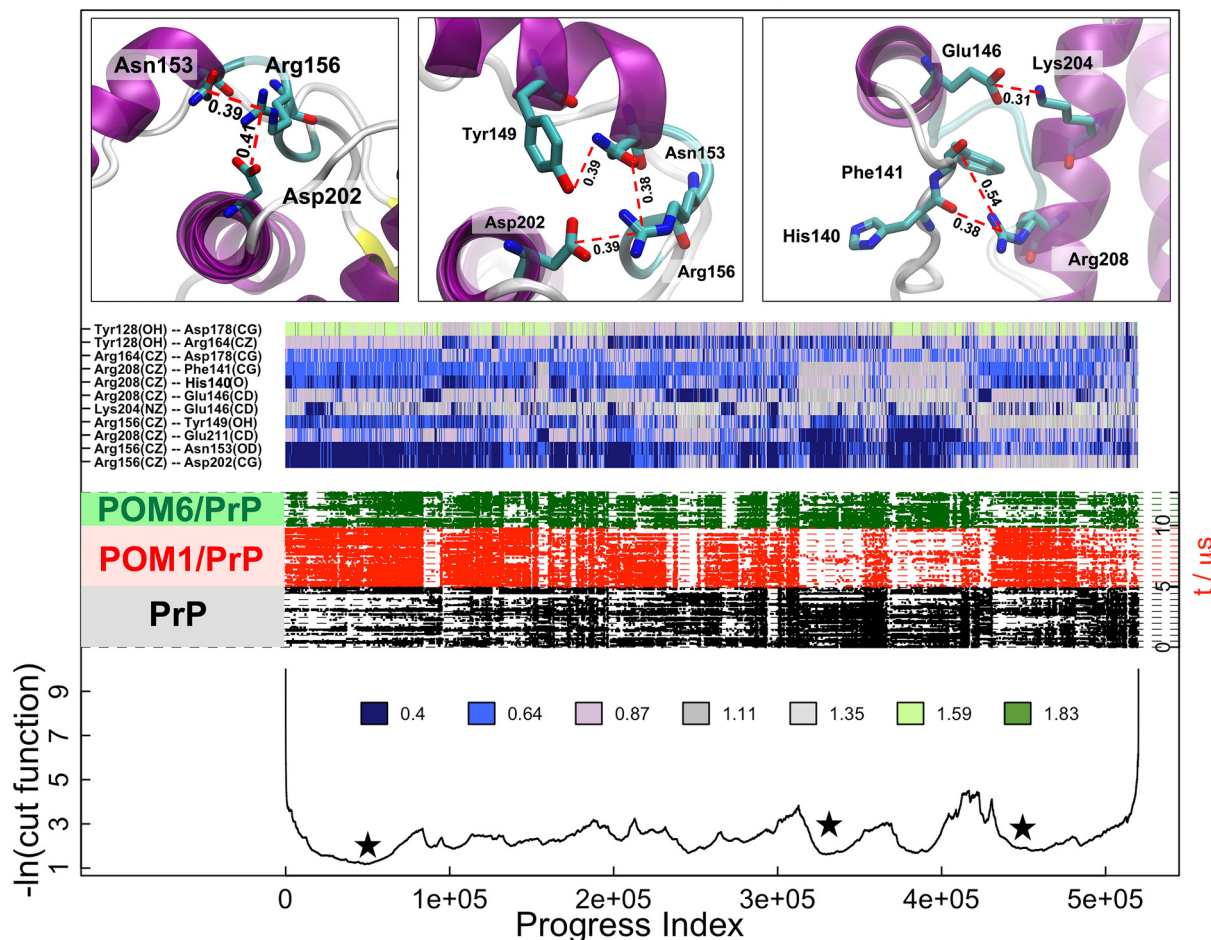 Asn153
Arg156
0.39
0.41
Asp202
Tyr149
0.39
Asn153
0.38
Asp202
0.39
Arg156
Glu146
Lys204
0.31
Phe141
0.54
His140
0.38
Arg208
Tyr128(OH) -- Asp178(CG)
Tyr128(OH) -- Arg164(CZ)
Arg164(CZ) -- Asp178(CG)
Arg208(CZ) -- Phe141(CG)
Arg208(CZ) -- His140(O)
Arg208(CZ) -- Glu146(CD)
Lys204(NZ) -- Glu146(CD)
Arg156(CZ) -- Tyr149(OH)
Arg208(CZ) -- Glu211(CD)
Arg156(CZ) -- Asn153(OD)
Arg156(CZ) -- Asp202(CG)
POM6/PrP
POM1/PrP
PrP
10
5
0
t / us
-ln(cut function)
9
7
5
3
1
0.4 0.64 0.87 1.11 1.35 1.59 1.83
0 1e+05 2e+05 3e+05 4e+05 5e+05
Progress Index